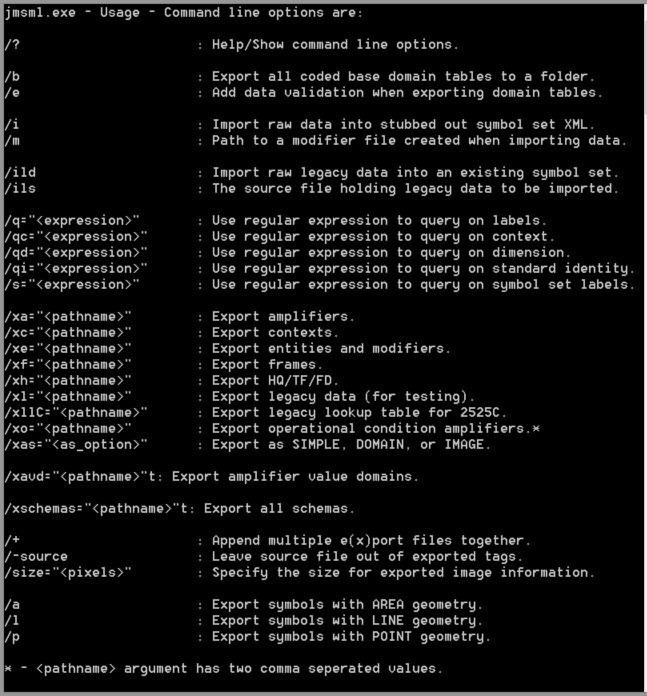 jmsml.exe - Usage - Command line options are:
/? : Help/Show command line options.
/b : Export all coded base domain tables to a folder.
/e : Add data validation when exporting domain tables.
/i : Import raw data into stubbed out symbol set XML.
/m : Path to a modifier file created when importing data.
/ild : Import raw legacy data into an existing symbol set.
/ils : The source file holding legacy data to be imported.
/q="<expression>" : Use regular expression to query on labels.
/qc="<expression>" : Use regular expression to query on context.
/qd="<expression>" : Use regular expression to query on dimension.
/qi="<expression>" : Use regular expression to query on standard identity.
/s="<expression>" : Use regular expression to query on symbol set labels.
/xa="<pathname>" : Export amplifiers.
/xc="<pathname>" : Export contexts.
/xe="<pathname>" : Export entities and modifiers.
/xf="<pathname>" : Export frames.
/xh="<pathname>" : Export HQ/TF/FD.
/xl="<pathname>" : Export legacy data (for testing).
/xllC="<pathname>" : Export legacy lookup table for 2525C.
/xo="<pathname>" : Export operational condition amplifiers.*
/xas="<as_option>" : Export as SIMPLE, DOMAIN, or IMAGE.
/xavd="<pathname>"t: Export amplifier value domains.
/xschemas="<pathname>"t: Export all schemas.
/+ : Append multiple e(x)port files together.
/-source : Leave source file out of exported tags.
/size="<pixels>" : Specify the size for exported image information.
/a : Export symbols with AREA geometry.
/l : Export symbols with LINE geometry.
/p : Export symbols with POINT geometry.
* - <pathname> argument has two comma seperated values.